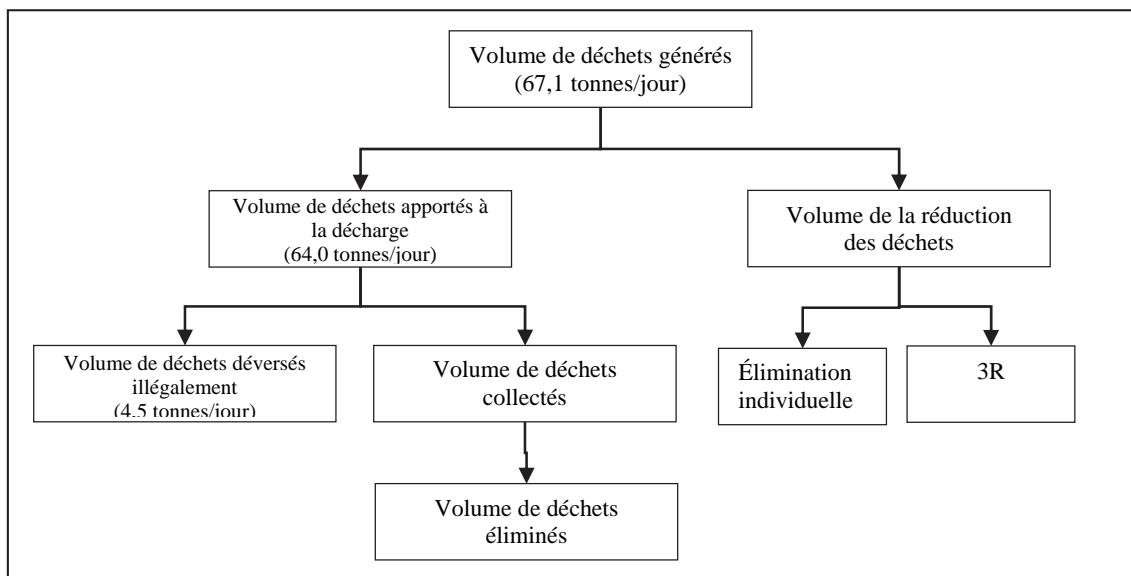 Volume de déchets générés
(67,1 tonnes/jour)
Volume de déchets apportés à
la décharge
(64,0 tonnes/jour)
Volume de la réduction
des déchets
Volume de déchets déversés
illégalement
(4,5 tonnes/jour)
Volume de déchets
collectés
Élimination
individuelle
3R
Volume de déchets
éliminés